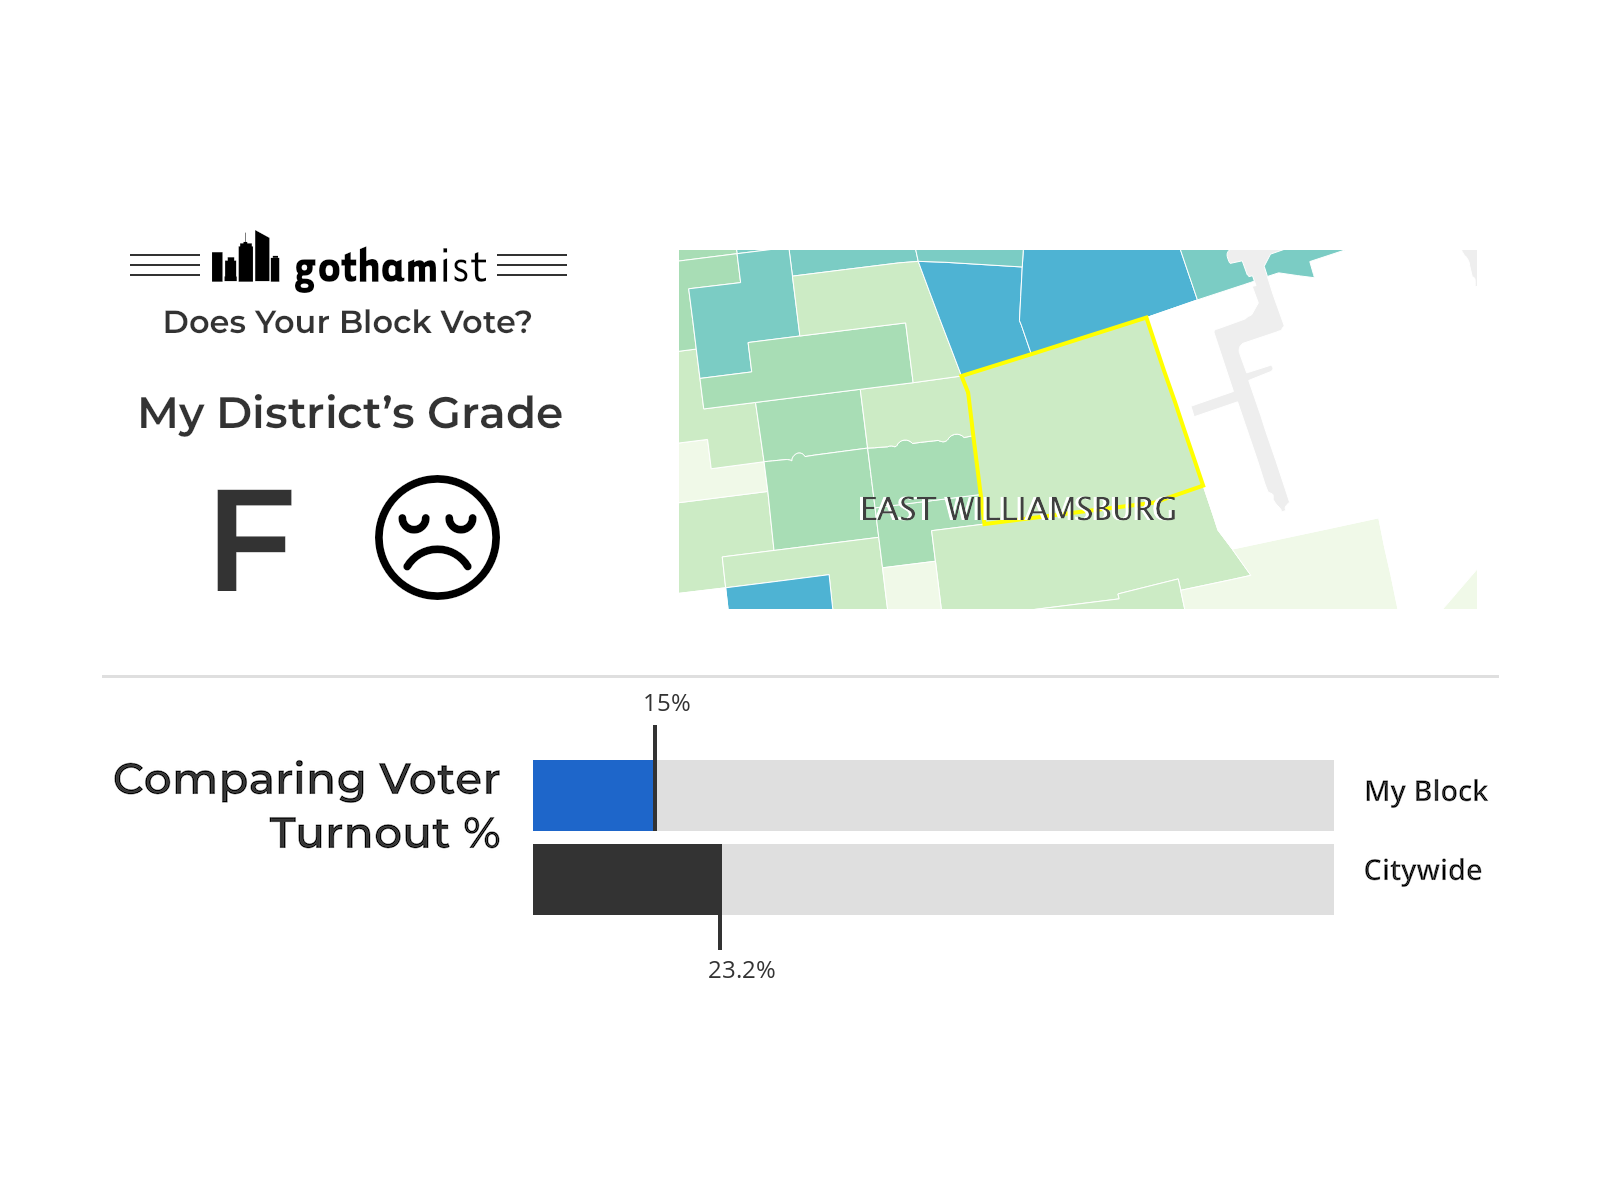 gothamist
Does Your Block Vote?
My District’s Grade
F
EAST WILLIAMSBURG
15%
Comparing Voter
Turnout %
My Block
Citywide
23.2%